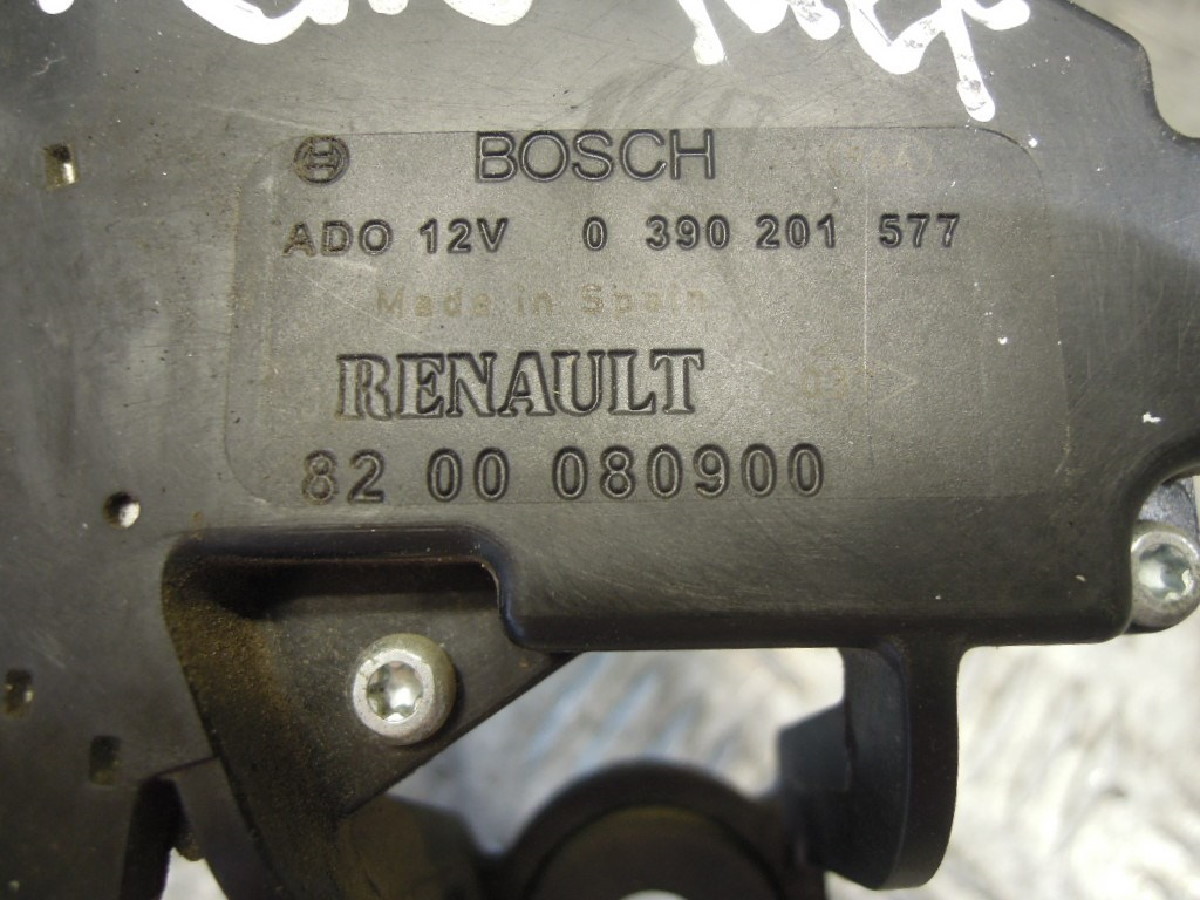 BOSCH
ADO 12V 0 390 201 577
Made in Spain
RENAULT
82 00 080900